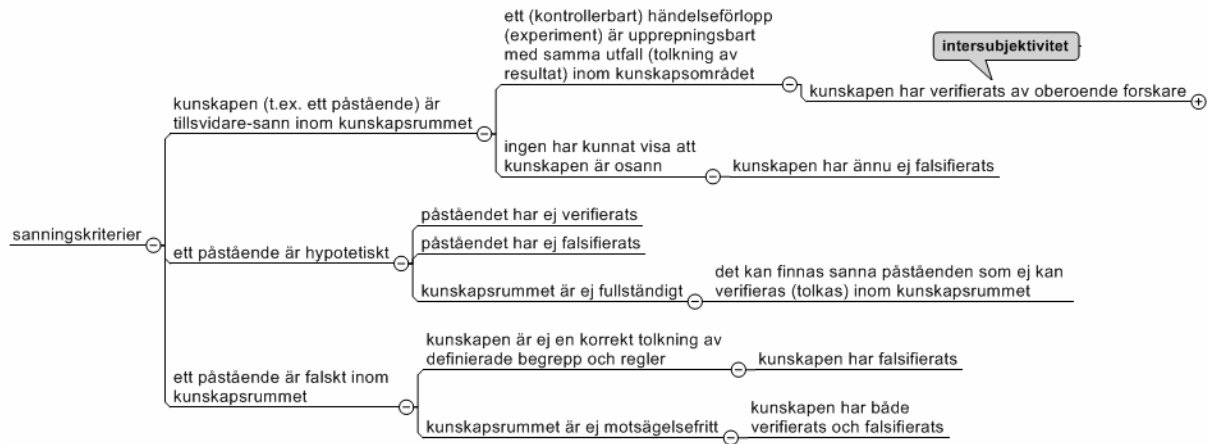 sanningskriterier
kunskapen (t.ex. ett påstående) är
tillsvidare-sann inom kunskapsrummet
ett (kontrollerbart) händelseförlopp
(experiment) är upprepningsbart
med samma utfall (tolkning av
resultat) inom kunskapsområdet
intersubjektivitet
kunskapen har verifierats av oberoende forskare
ingen har kunnat visa att
kunskapen är osann
kunskapen har ännu ej falsifierats
ett påstående är hypotetiskt
påståendet har ej verifierats
påståendet har ej falsifierats
kunskapsrummet är ej fullständigt
det kan finnas sanna påståenden som ej kan
verifieras (tolkas) inom kunskapsrummet
ett påstående är falskt inom
kunskapsrummet
kunskapen är ej en korrekt tolkning av
definierade begrepp och regler
kunskapen har falsifierats
kunskapsrummet är ej motsägelsefritt
kunskapen har både
verifierats och falsifierats